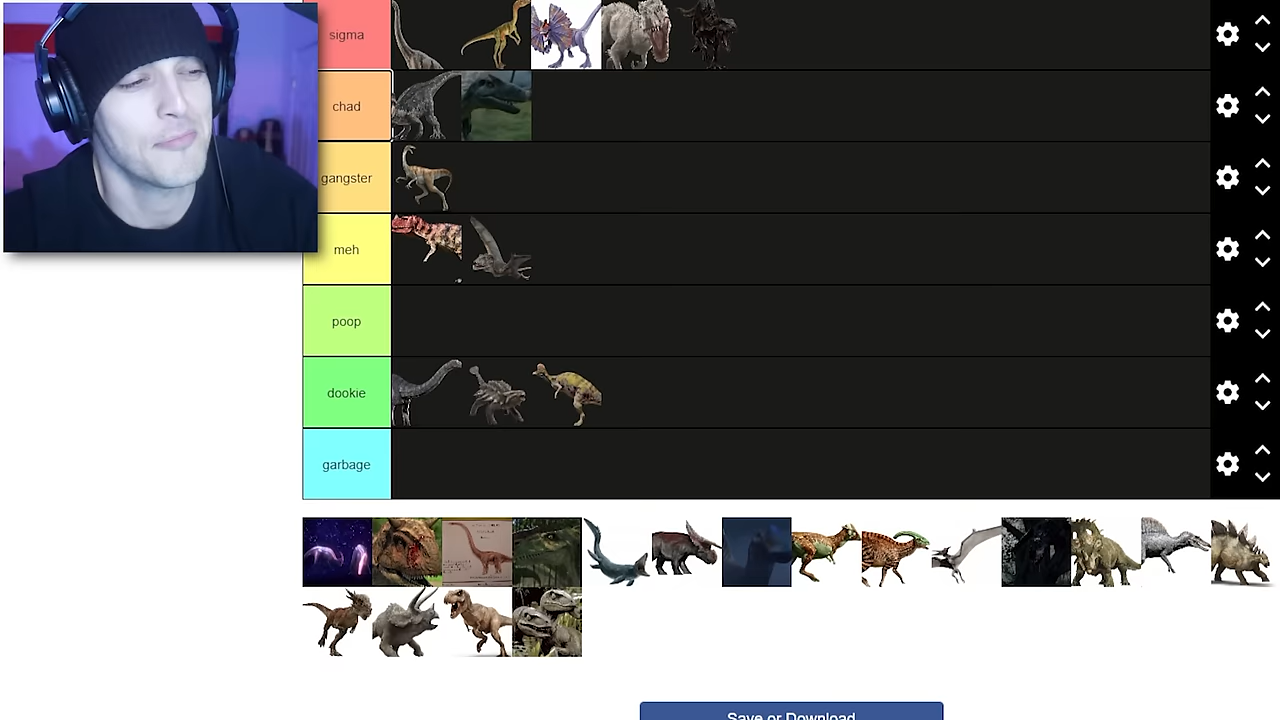 sigma
chad
gangster
meh
poop
dookie
garbage
Save or Download